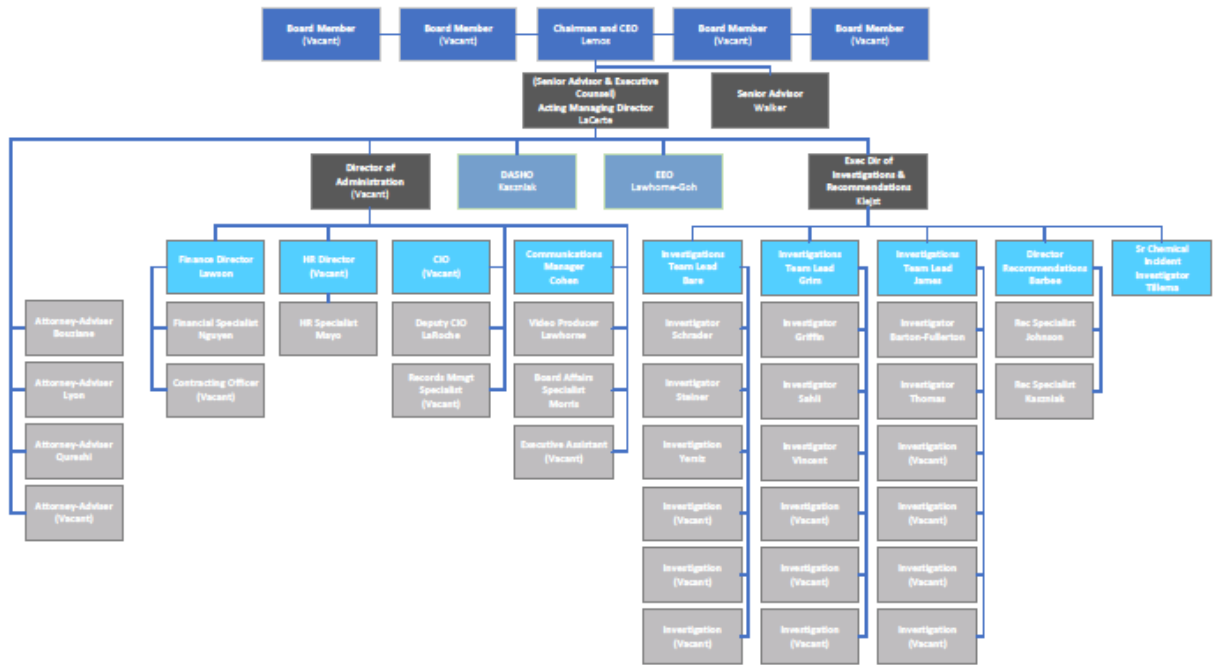 Board Member
(Vacant)
Board Member
(Vacant)
Chairman and CEO
Lemos
Board Member
(Vacant)
Board Member
(Vacant)
(Senior Advisor & Executive
Counsel)
Acting Managing Director
LaCerte
Senior Advisor
Walker
Director of
Administration
(Vacant)
DASHO
Kaszniak
EEO
Lawhorne-Goh
Exec Dir of
Investigations &
Recommendations
Klejst
Finance Director
Lawson
HR Director
(Vacant)
CIO
(Vacant)
Communications
Manager
Cohen
Investigations
Team Lead
Bare
Investigations
Team Lead
Grim
Investigations
Team Lead
James
Director
Recommendations
Barbee
Sr Chemical
Incident
Investigator
Tillema
Attorney-Adviser
Attorney-Adviser
Lyon
Attorney-Adviser
Qureshi
Attorney-Adviser
(Vacant)
Financial Specialist
Nguyen
Contracting Officer
(Vacant)
HR Specialist
Mayo
Deputy CIO
LaRoche
Records Mmgt
Specialist
(Vacant)
Video Producer
Lawhorne
Board Affairs
Specialist
Morris
Executive Assistant
(Vacant)
Investigator
Schrader
Investigator
Steiner
Investigation
Investigation
(Vacant)
Investigation
(Vacant)
Investigation
(Vacant)
Investigator
Griffin
Investigator
Sahli
Investigator
Vincent
Investigation
(Vacant)
Investigation
(Vacant)
Investigation
(Vacant)
Investigator
Barton-Fullerton
Investigator
Thomas
Investigation
(Vacant)
Investigation
(Vacant)
Investigation
(Vacant)
Investigation
(Vacant)
Rec Specialist
Johnson
Rec Specialist
Kaszniak